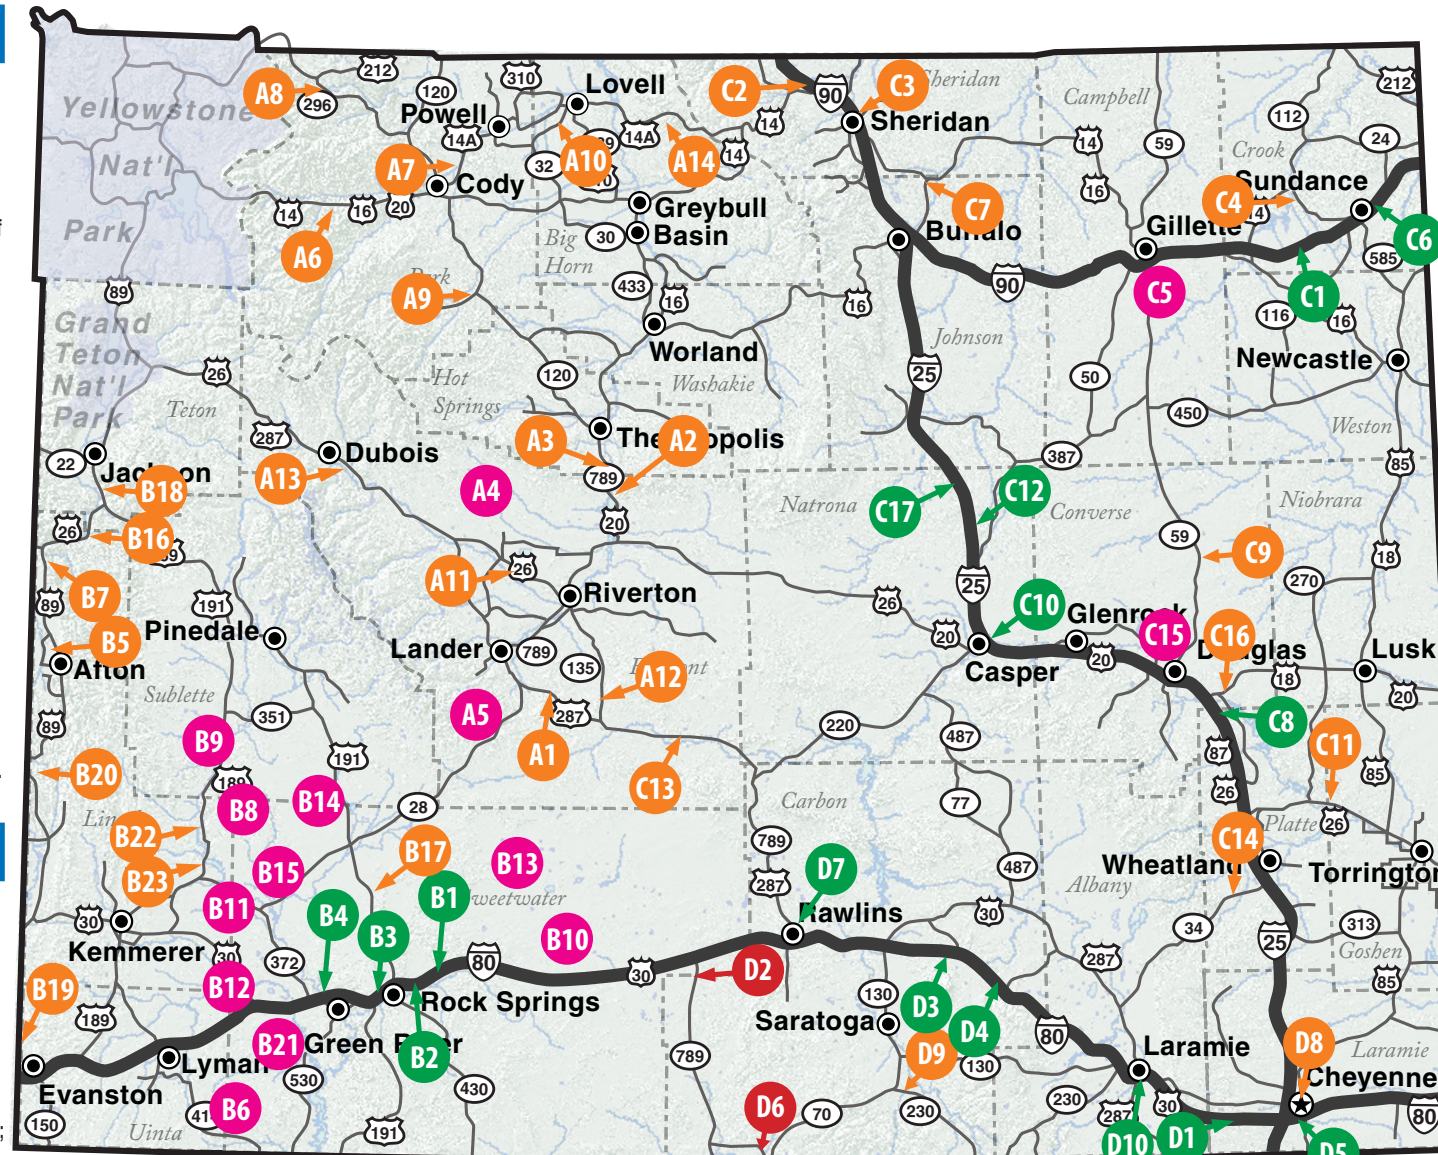 212
310
Lovell
C2
C3
Sheridan
A8
296
120
Powell
90
Campbell
212
Yellowstone
14A
14A
14
Sheridan
112
Nat'l
A7
32
A10
A14
14
14
59
Crook
24
Cody
16
Sundance
14
16
20
Greybull
C7
C4
Park
A6
Big
Horn
30
Basin
Buffalo
Gillette
C6
585
89
A9
Park
433
16
16
90
C5
C1
116
16
Grand
Teton
Nat'l
Park
Worland
Johnson
Newcastle
26
Hot
Springs
120
Washakie
25
50
450
Teton
Weston
287
Dubois
A3
Thermopolis
A2
387
85
22
Jackson
A13
789
B18
A4
Natrona
C17
C12
Converse
Niobrara
26
B16
20
59
C9
18
B7
A11
26
25
270
89
191
Riverton
26
C10
Glenrock
B5
Pinedale
Lander
789
20
C15
C16
Douglas
Lusk
Afton
135
Fremont
A12
Casper
20
18
20
Sublette
A5
287
89
351
A1
220
487
C8
B9
191
87
C11
B20
189
C13
85
B8
B14
28
Carbon
77
26
Platte
26
B22
B17
789
C14
B23
B15
B13
287
D7
487
Wheatland
Torrington
B11
B4
B1
Sweetwater
Albany
30
Rawlins
30
34
313
Kemmerer
B3
B10
25
Goshen
30
372
80
30
D2
287
85
B19
B12
Rock Springs
130
D3
189
Saratoga
D4
80
B21
Green River
B2
789
D9
Laramie
D8
Laramie
Lyman
530
130
Cheyenne
Evanston
430
D6
70
230
230
287
30
80
150
B6
191
D10
D1
D5
Uinta